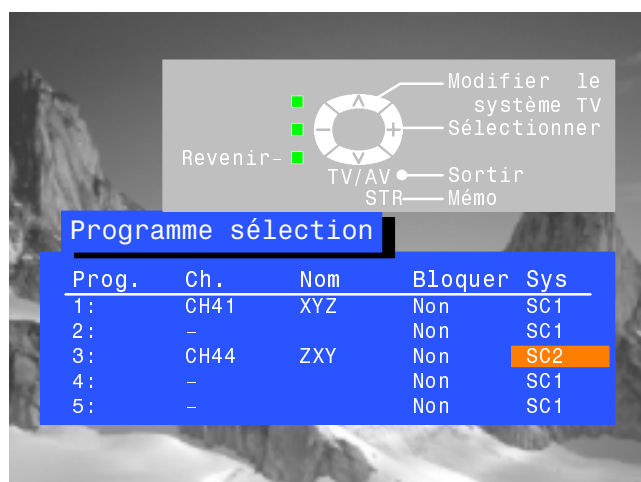 Modifier le
système TV
Sélectionner
Revenir-
TV/AV Sortir
STR Mémo
Programme sélection
Prog. Ch. Nom Bloquer Sys
1: CH41 XYZ Non SC1
2: – Non SC1
3: CH44 ZXY Non SC2
4: – Non SC1
5: – Non SC1